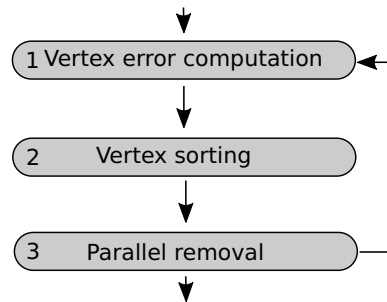 1 Vertex error computation
2 Vertex sorting
3 Parallel removal